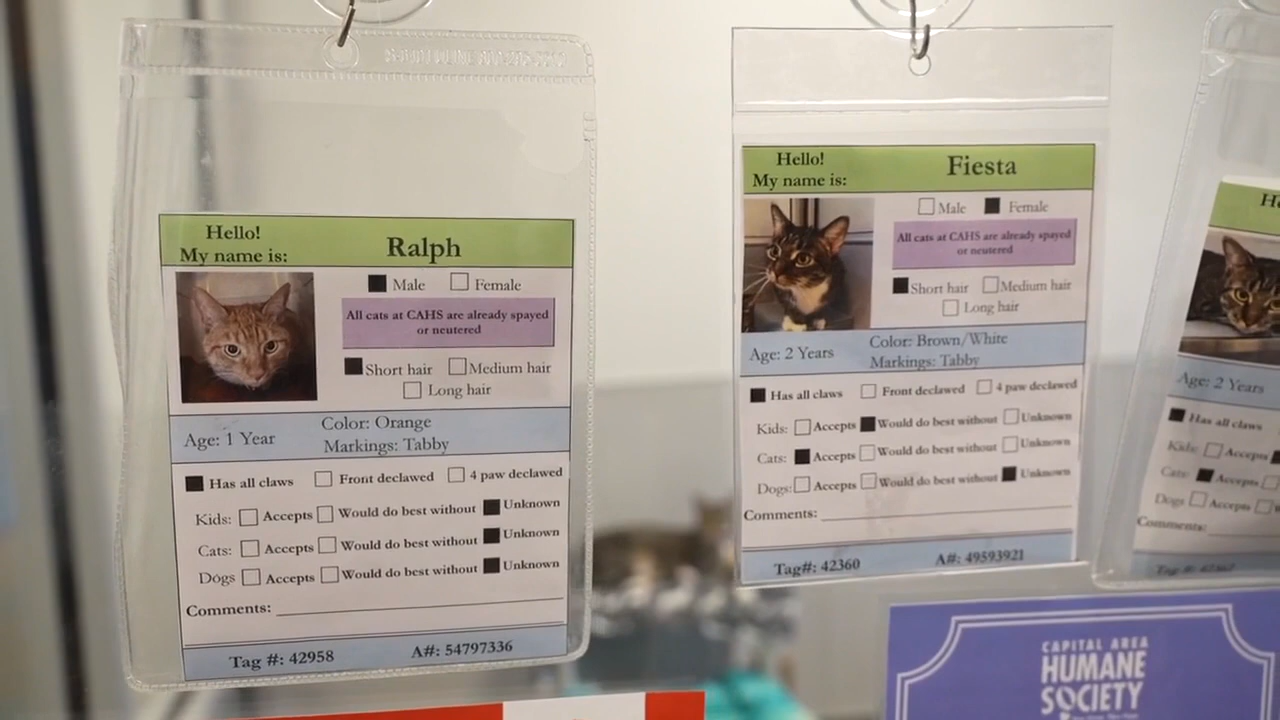 Hello!
My name is:
Ralph
Male
Female
All cats at CAHS are already spayed
or neutered
Short hair
Medium hair
Long hair
Age: 1 Year
Color: Orange
Markings: Tabby
Has all claws
Front declawed
4 paw declawed
Kids: Accepts Would do best without Unknown
Cats: Accepts Would do best without Unknown
Dogs Accepts Would do best without Unknown
Comments:
Tag #: 42958
A#: 54797336
Hello!
My name is:
Fiesta
Male
Female
All cats at CAHS are already spayed
or neutered
Short hair
Medium hair
Long hair
Age: 2 Years
Color: Brown/White
Markings: Tabby
Has all claws
Front declawed
4 paw declawed
Kids: Accepts Would do best without Unknown
Cats: Accepts Would do best without Unknown
Dogs: Accepts Would do best without Unknown
Comments:
Tag#: 42360
A#: 49593921
Age: 2 Years
Has all claws
Kids: Accepts
Cats: Accepts
Dogs Accepts
Comments:
CAPITAL AREA
HUMANE
SOCIETY